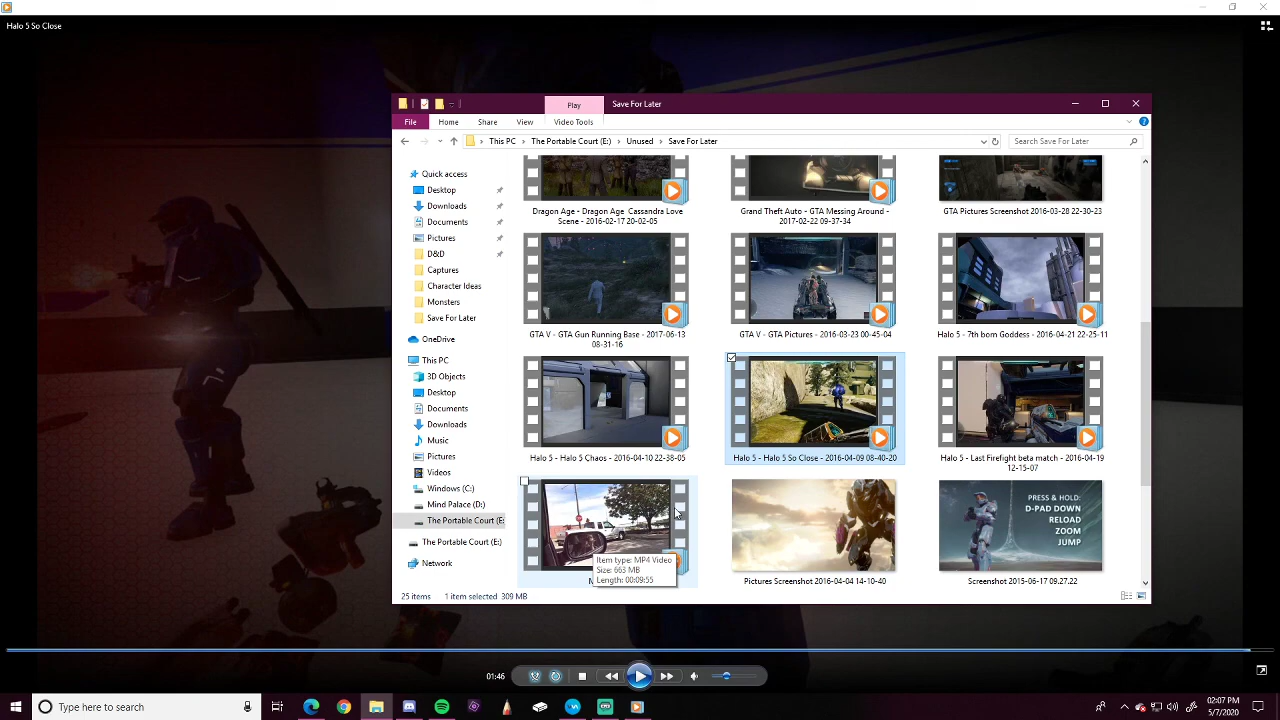 Halo 5 So Close
Play
Save For Later
File
Home
Share
View
Video Tools
This PC
The Portable Court (E:)
Unused
Save For Later
Search Save For Later
Quick access
Desktop
Downloads
Documents
Pictures
D&D
Captures
Character Ideas
Monsters
Save For Later
OneDrive
This PC
3D Objects
Desktop
Documents
Downloads
Music
Pictures
Videos
Windows (C:)
Mind Palace (D:)
The Portable Court (E:
The Portable Court (E:)
Network
Dragon Age - Dragon Age Cassandra Love
Scene - 2016-02-17 20-02-05
Grand Theft Auto - GTA Messing Around -
2017-02-22 09-37-34
GTA Pictures Screenshot 2016-03-28 22-30-23
GTA V - GTA Gun Running Base - 2017-06-13
08-31-16
GTA V - GTA Pictures - 2016-03-23 00-45-04
Halo 5 - 7th born Goddess - 2016-04-21 22-25-11
Halo 5 - Halo 5 Chaos - 2016-04-10 22-38-05
Halo 5 - Halo 5 So Close - 2016-04-09 08-40-20
Halo 5 - Last Firefight beta match - 2016-04-19
12-15-07
PRESS & HOLD:
D-PAD DOWN
RELOAD
ZOOM
JUMP
Item type: MP4 Video
Size: 663 MB
Length: 00:09:55
Pictures Screenshot 2016-04-04 14-10-40
Screenshot 2015-06-17 09.27.22
25 items
1 item selected 309 MB
01:46
Type here to search
02:07 PM
5/7/2020